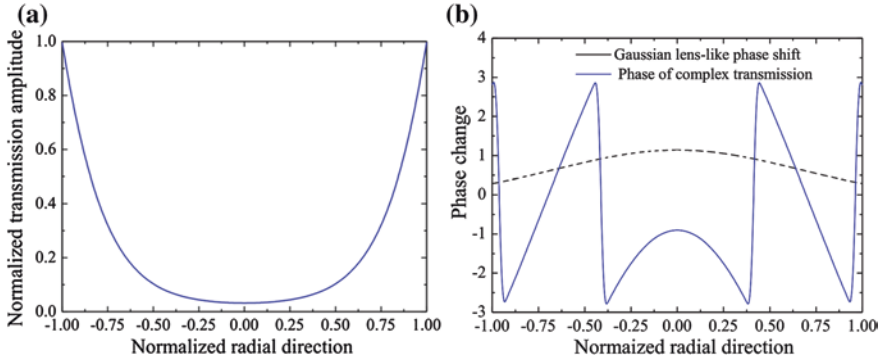 (a)
Normalized transmission amplitude
1.0
0.8
0.6
0.4
0.2
0.0
-1.00 -0.75 -0.50 -0.25 0.00 0.25 0.50 0.75 1.00
Normalized radial direction
(b)
Gaussian lens-like phase shift
Phase of complex transmission
Phase change
4
3
2
1
0
-1
-2
-3
-1.00 -0.75 -0.50 -0.25 0.00 0.25 0.50 0.75 1.00
Normalized radial direction